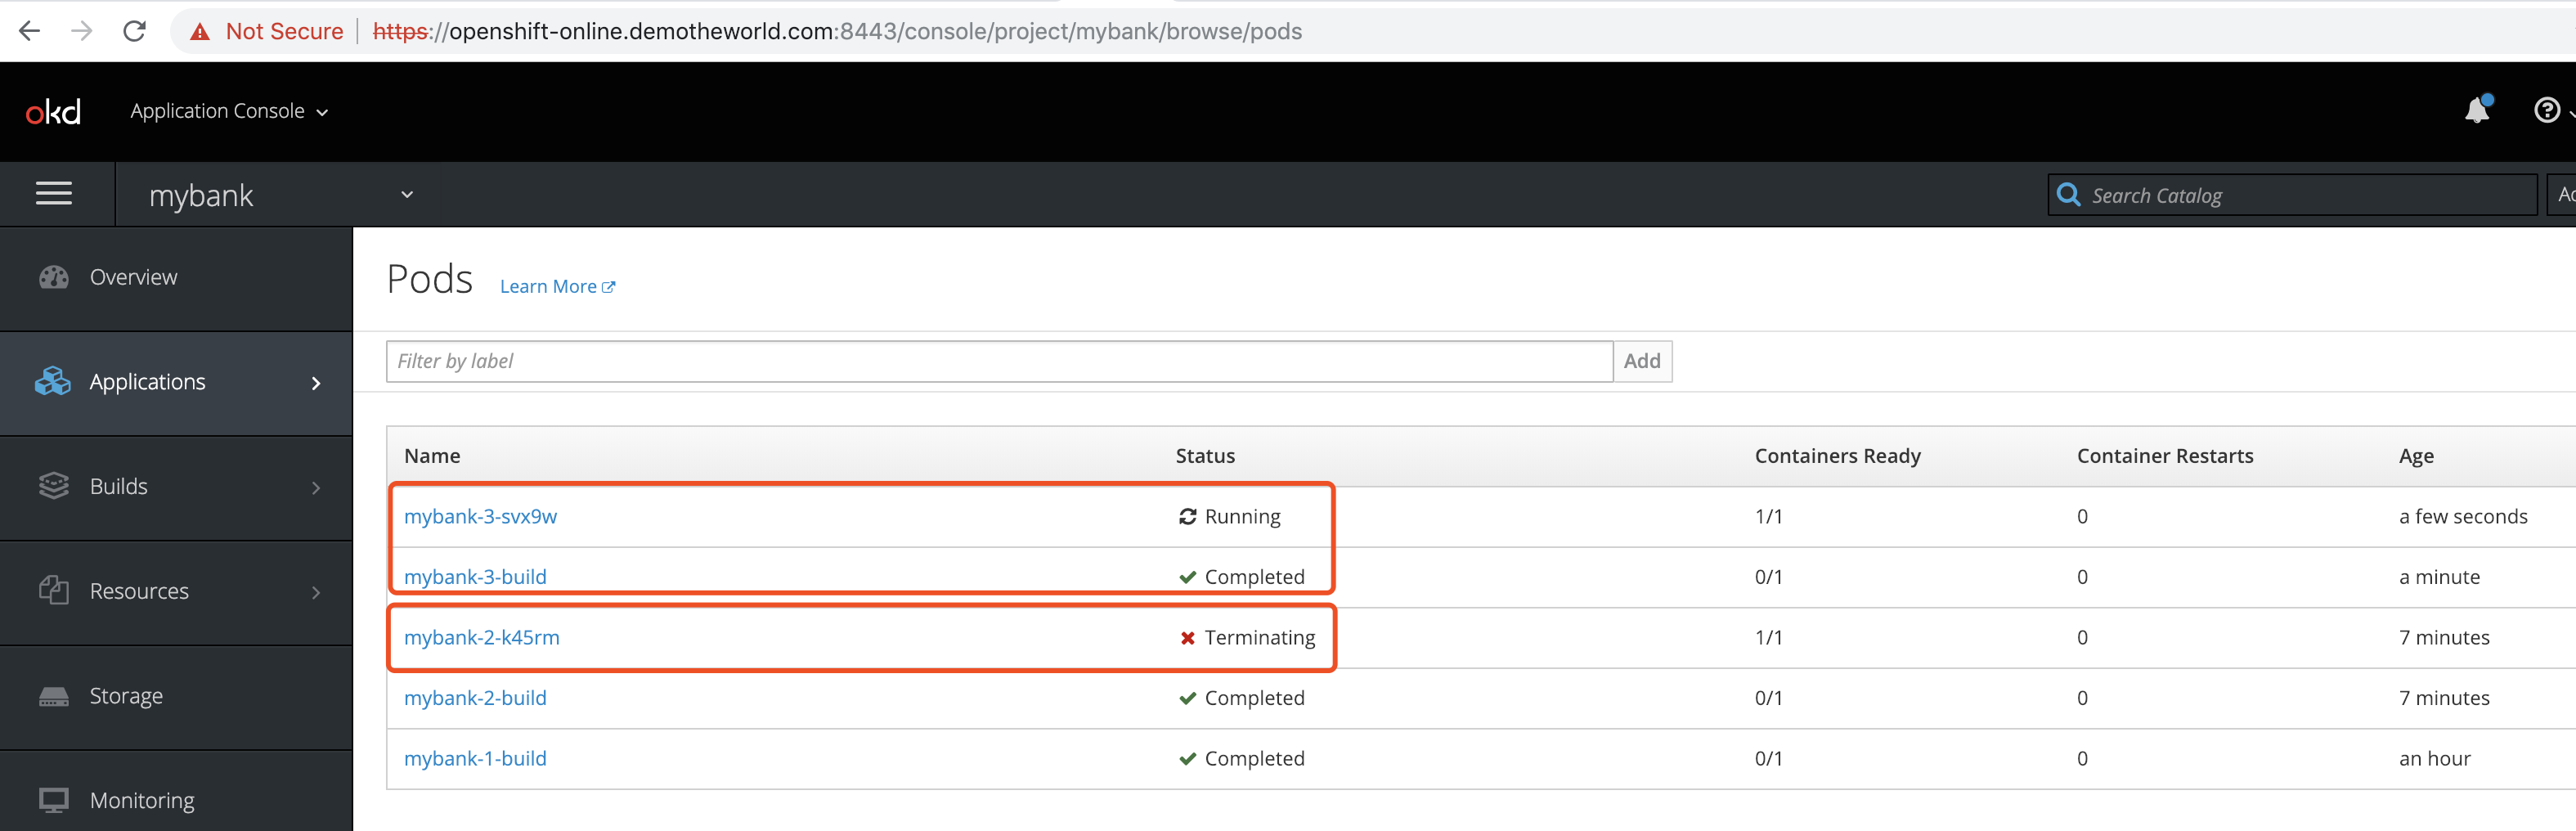 Not Secure https://openshift-online.demotheworld.com:8443/console/project/mybank/browse/pods
okd Application Console
mybank Search Catalog
Overview
Applications
Builds
Resources
Storage
Monitoring
Pods Learn More
Filter by label Add
Name Status Containers Ready Container Restarts Age
mybank-3-svx9w Running 1/1 0 a few seconds
mybank-3-build Completed 0/1 0 a minute
mybank-2-k45rm Terminating 1/1 0 7 minutes
mybank-2-build Completed 0/1 0 7 minutes
mybank-1-build Completed 0/1 0 an hour